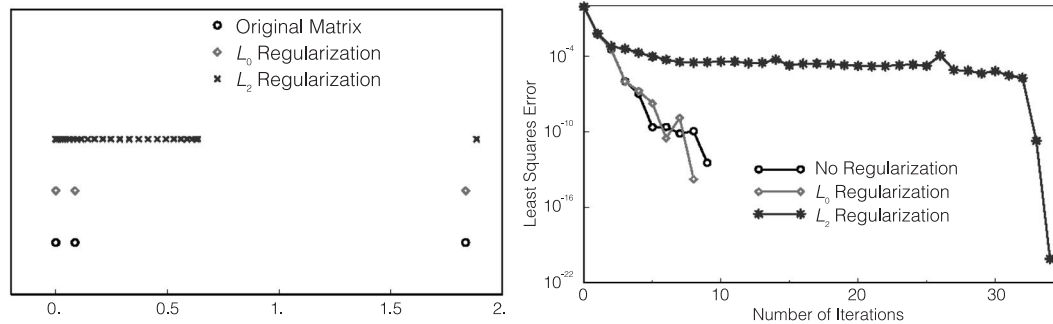 Original Matrix
L0 Regularization
L2 Regularization
0. 0.5 1. 1.5 2.
Least Squares Error
10^-4
10^-10
10^-16
10^-22
No Regularization
L0 Regularization
L2 Regularization
0 10 20 30
Number of Iterations